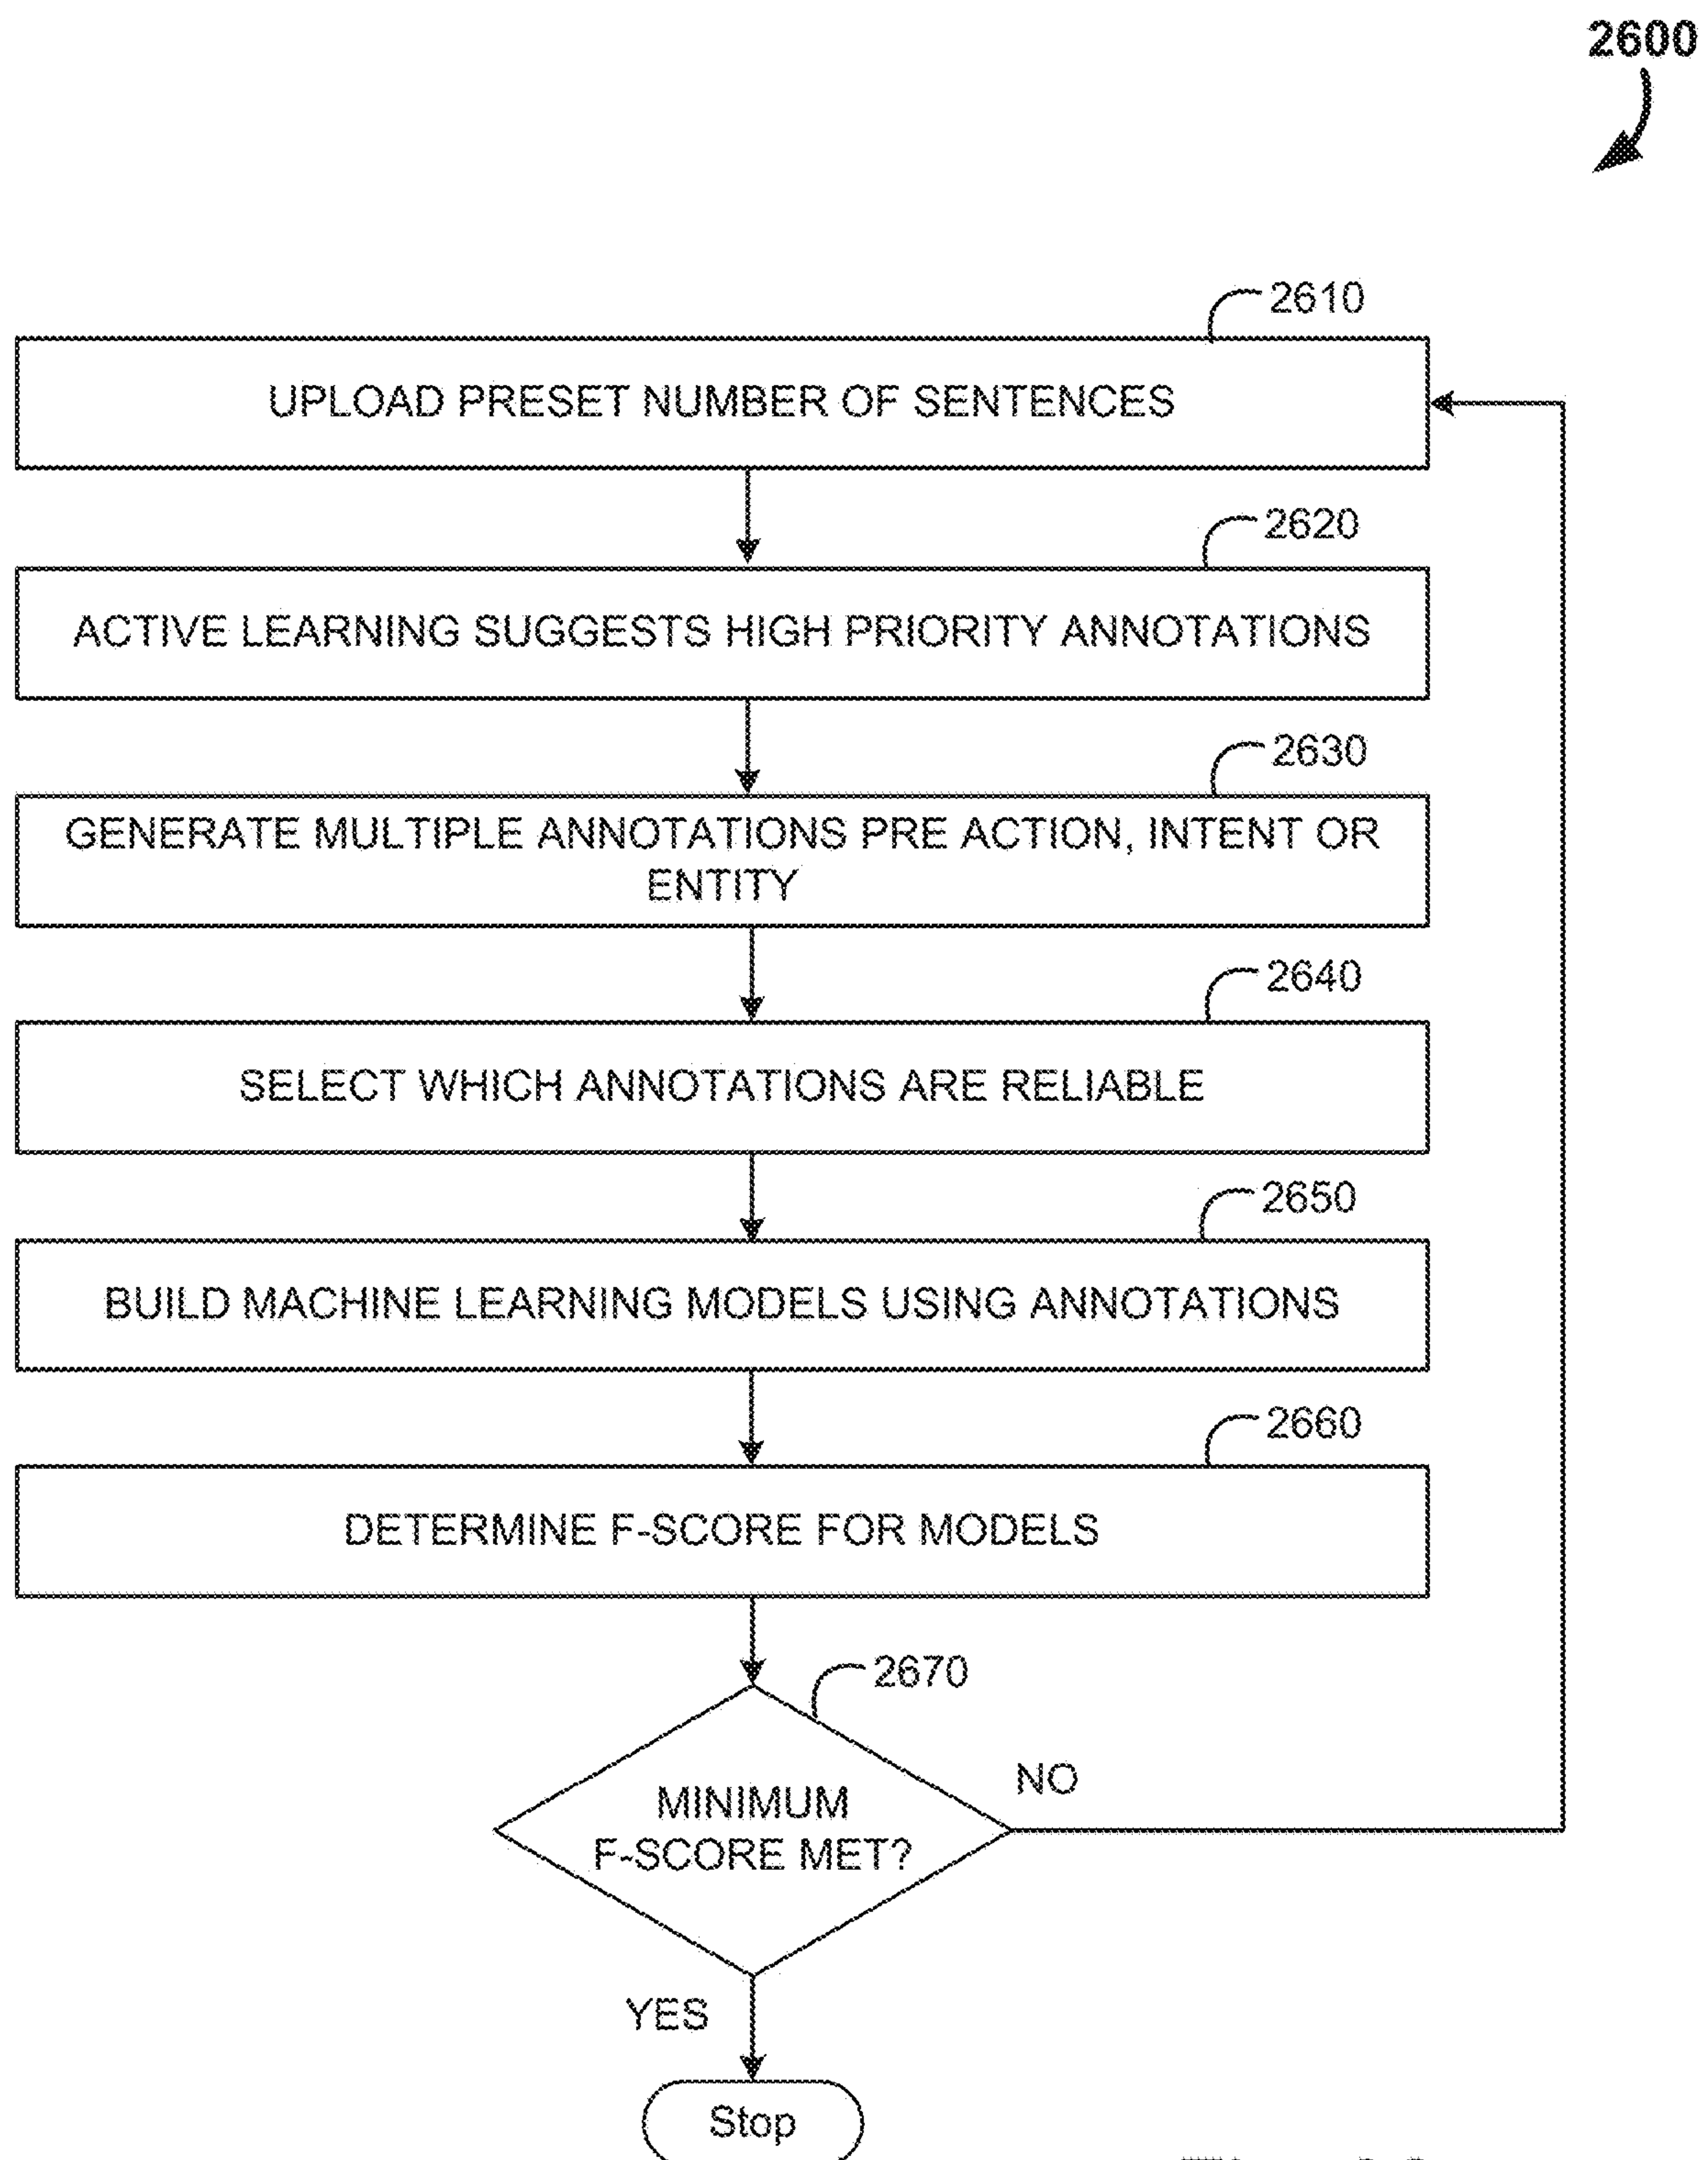 2600
2610
UPLOAD PRESET NUMBER OF SENTENCES
2620
ACTIVE LEARNING SUGGESTS HIGH PRIORITY ANNOTATIONS
2630
GENERATE MULTIPLE ANNOTATIONS PRE ACTION, INTENT OR
ENTITY
2640
SELECT WHICH ANNOTATIONS ARE RELIABLE
2650
BUILD MACHINE LEARNING MODELS USING ANNOTATIONS
2660
DETERMINE F-SCORE FOR MODELS
2670
MINIMUM
F-SCORE MET?
NO
YES
Stop